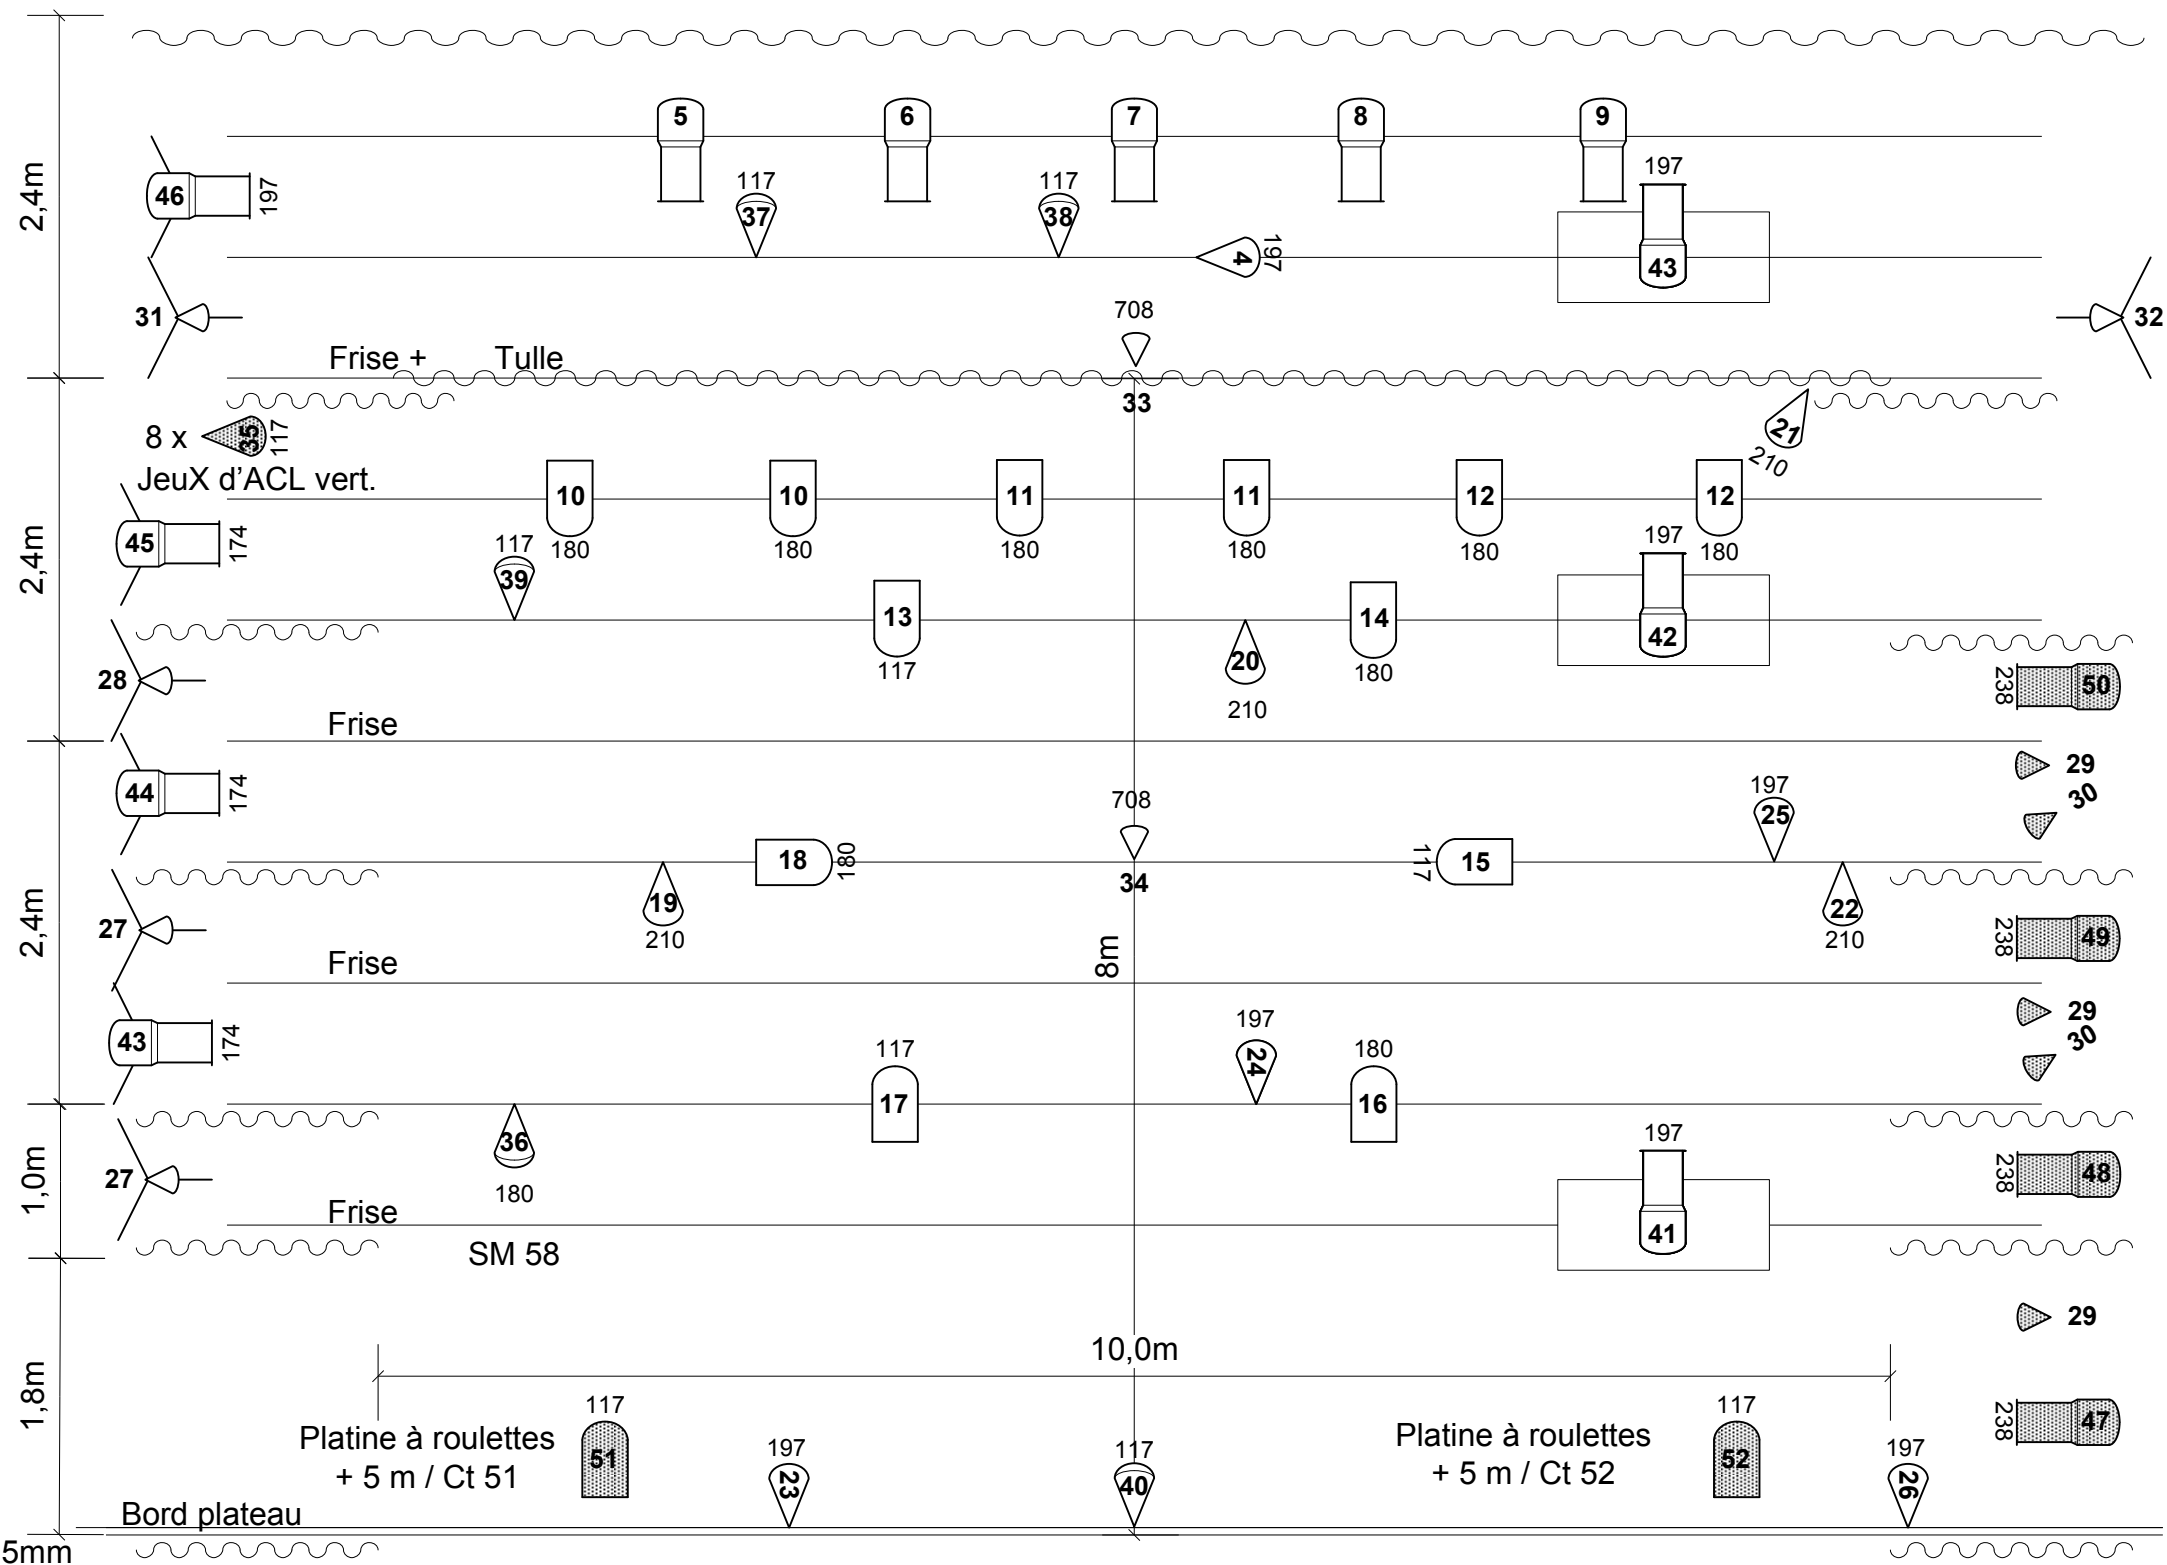 5 6 7 8 9
2,4m
46 197
117 37
117 38
4 197
197 43
31
708
32
Frise + Tulle
33
8 x 35 117
JeuX d'ACL vert.
21 210
10 10 11 11 12 12
180 180 180 180 180 180
2,4m
45 174
117 39
197 42
13 117
14 180
20 210
28
238 50
Frise
29
30
44 174
708
197 25
18 180
117 15
34
19 210
22 210
2,4m
27
8m
238 49
Frise
29
30
43 174
197 24
117 17
180 16
36 180
197 41
1,0m
27
238 48
Frise
SM 58
29
10,0m
1,8m
Platine à roulettes
+ 5 m / Ct 51
117 51
197 23
117 40
Platine à roulettes
+ 5 m / Ct 52
117 52
197 26
238 47
Bord plateau
5mm